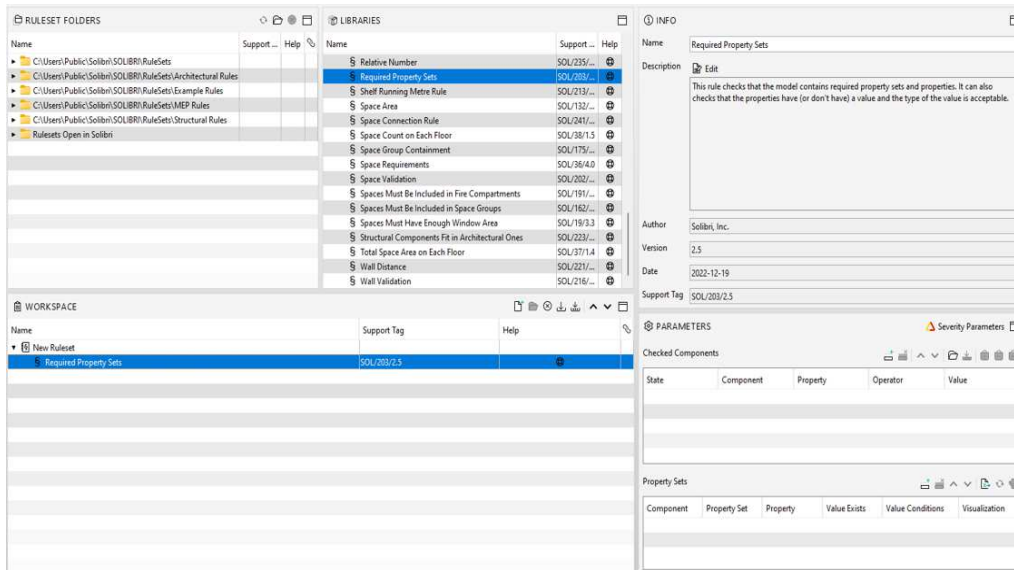 RULESET FOLDERS
Name Support ... Help
C:\Users\Public\Solibri\SOLIBRI\RuleSets
C:\Users\Public\Solibri\SOLIBRI\RuleSets\Architectural Rules
C:\Users\Public\Solibri\SOLIBRI\RuleSets\Example Rules
C:\Users\Public\Solibri\SOLIBRI\RuleSets\MEP Rules
C:\Users\Public\Solibri\SOLIBRI\RuleSets\Structural Rules
Rulesets Open in Solibri
LIBRARIES
Name Support ... Help
§ Relative Number SOL/235/...
§ Required Property Sets SOL/203/...
§ Shelf Running Metre Rule SOL/213/...
§ Space Area SOL/132/...
§ Space Connection Rule SOL/241/...
§ Space Count on Each Floor SOL/38/1.5
§ Space Group Containment SOL/175/...
§ Space Requirements SOL/36/4.0
§ Space Validation SOL/202/...
§ Spaces Must Be Included in Fire Compartments SOL/191/...
§ Spaces Must Be Included in Space Groups SOL/162/...
§ Spaces Must Have Enough Window Area SOL/19/3.3
§ Structural Components Fit in Architectural Ones SOL/223/...
§ Total Space Area on Each Floor SOL/37/1.4
§ Wall Distance SOL/221/...
§ Wall Validation SOL/216/...
WORKSPACE
Name Support Tag Help
New Ruleset
§ Required Property Sets SOL/203/2.5
INFO
Name Required Property Sets
Description Edit
This rule checks that the model contains required property sets and properties. It can also
checks that the properties have (or don't have) a value and the type of the value is acceptable.
Author Solibri, Inc.
Version 2.5
Date 2022-12-19
Support Tag SOL/203/2.5
PARAMETERS Severity Parameters
Checked Components
State Component Property Operator Value
Property Sets
Component Property Set Property Value Exists Value Conditions Visualization